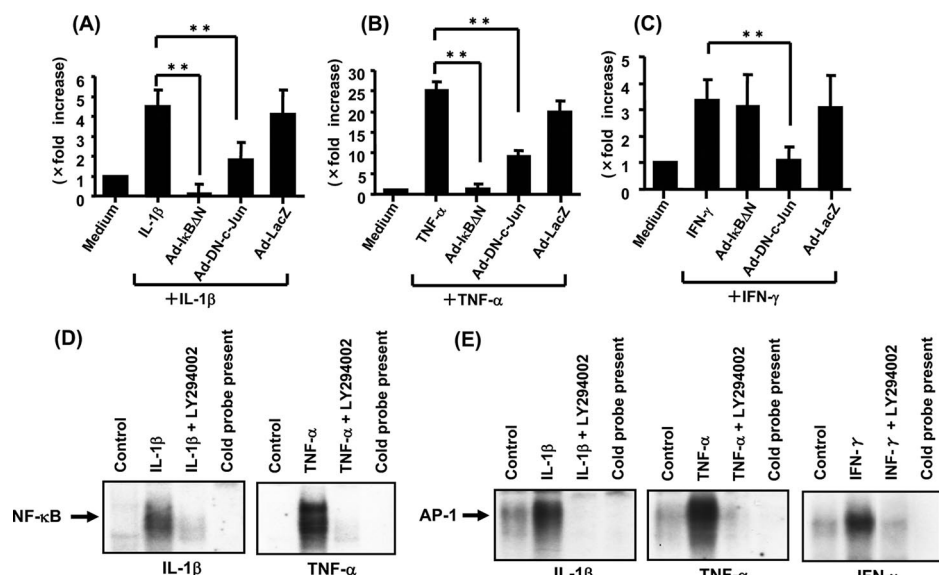 (A)
(× fold increase)
6
5
4
3
2
1
0
* *
* *
Medium
IL-1β
Ad-IκBΔN
Ad-DN-c-Jun
Ad-LacZ
+IL-1β
(B)
(× fold increase)
30
25
20
15
10
5
0
* *
* *
Medium
TNF-α
Ad-IκBΔN
Ad-DN-c-Jun
Ad-LacZ
+TNF-α
(C)
(× fold increase)
5
4
3
2
1
0
* *
Medium
IFN-γ
Ad-IκBΔN
Ad-DN-c-Jun
Ad-LacZ
+IFN-γ
(D)
Control
IL-1β
IL-1β + LY294002
Cold probe present
Control
TNF-α
TNF-α + LY294002
Cold probe present
NF-κB
IL-1β
TNF-α
(E)
Control
IL-1β
IL-1β + LY294002
Cold probe present
Control
TNF-α
TNF-α + LY294002
Cold probe present
Control
IFN-γ
INF-γ + LY294002
Cold probe present
AP-1
IL-1β
TNF-α
IFN-γ